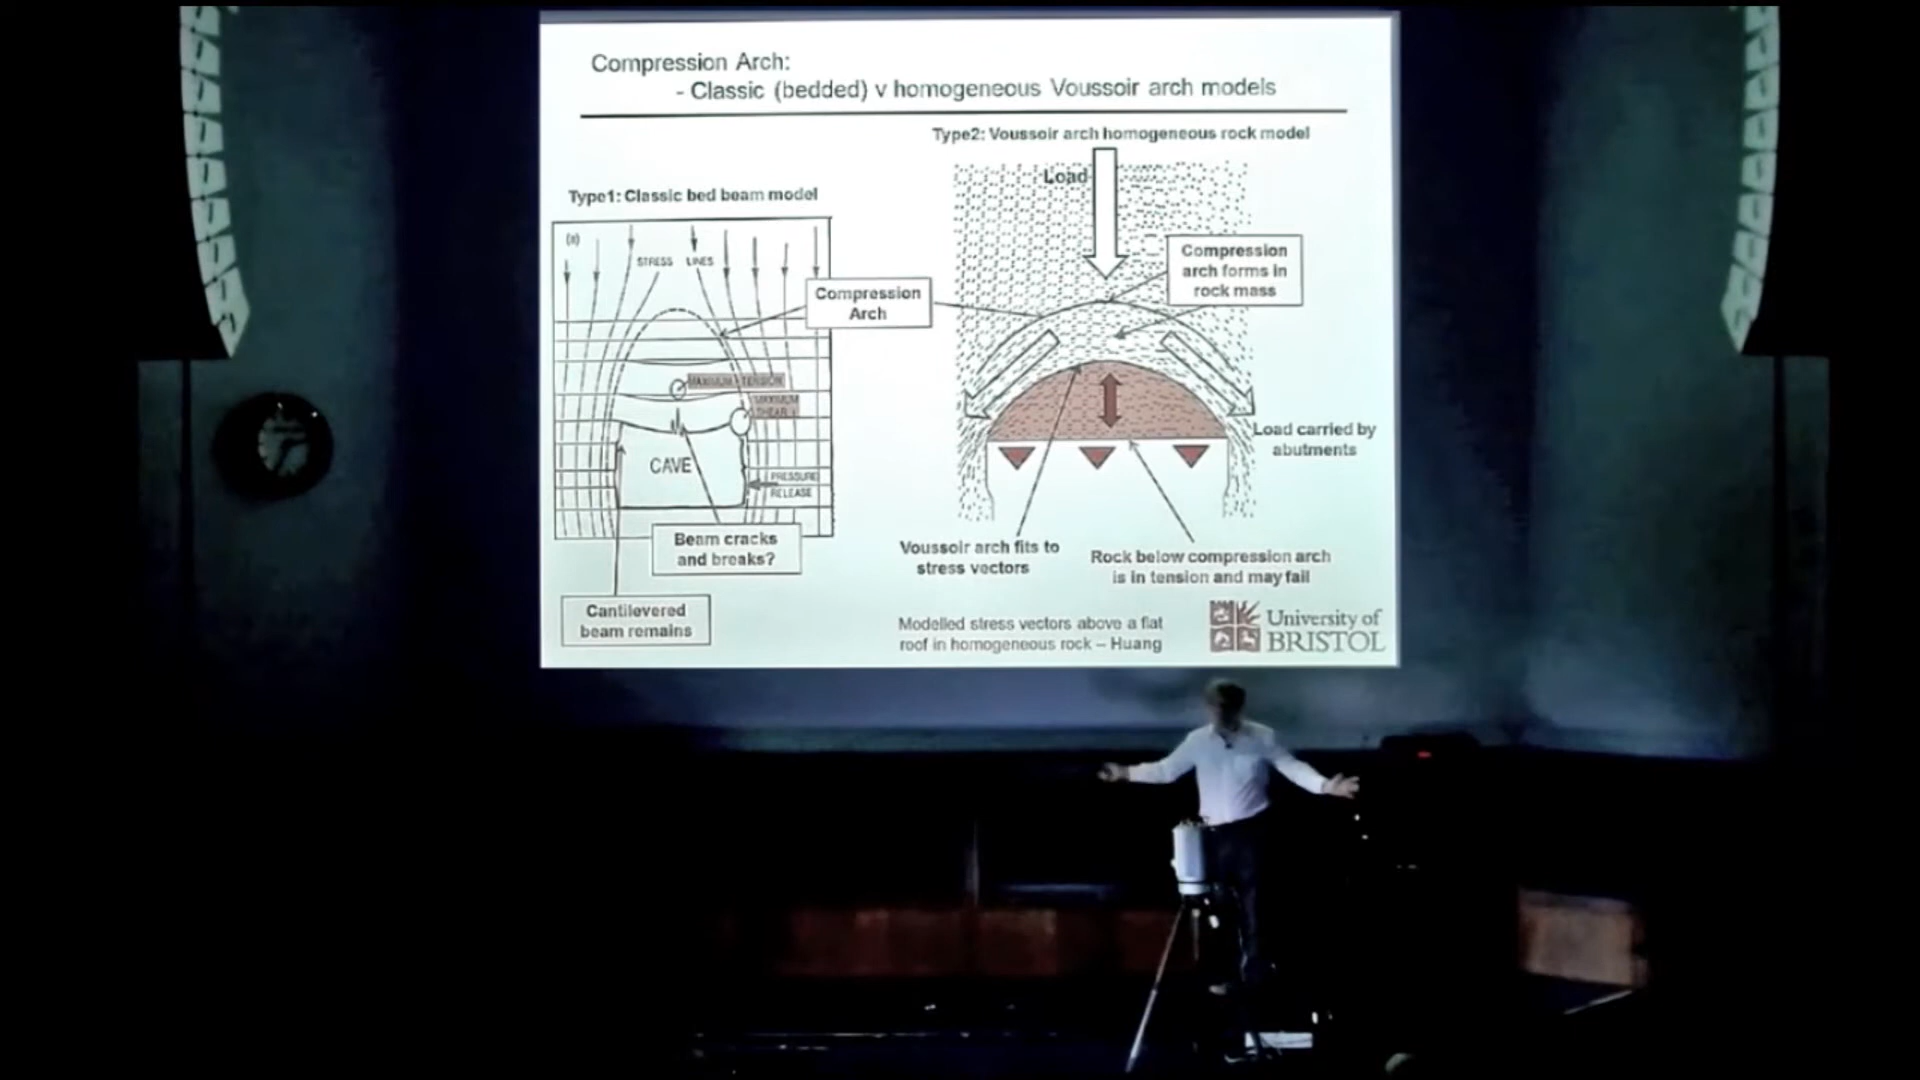 Compression Arch:
- Classic (bedded) v homogeneous Voussoir arch models
Type1: Classic bed beam model
(a)
STRESS LINES
MAXIMUM TENSION
MAXIMUM
SHEAR
CAVE
PRESSURE
RELEASE
Beam cracks
and breaks?
Cantilevered
beam remains
Compression
Arch
Type2: Voussoir arch homogeneous rock model
Load
Compression
arch forms in
rock mass
Load carried by
abutments
Voussoir arch fits to
stress vectors
Rock below compression arch
is in tension and may fail
Modelled stress vectors above a flat
roof in homogeneous rock – Huang
University of
BRISTOL